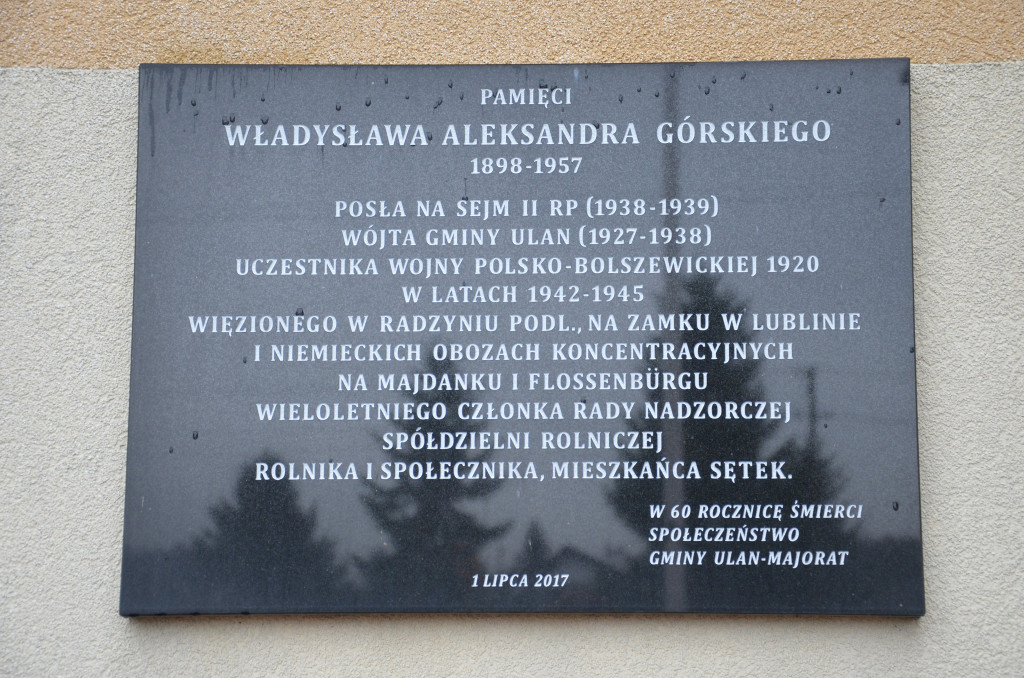 PAMIĘCI
WŁADYSŁAWA ALEKSANDRA GÓRSKIEGO
1898-1957
POSŁA NA SEJM II RP (1938-1939)
WÓJTA GMINY ULAN (1927-1938)
UCZESTNIKA WOJNY POLSKO-BOLSZEWICKIEJ 1920
W LATACH 1942-1945
WIĘZIONEGO W RADZYNIU PODL., NA ZAMKU W LUBLINIE
I NIEMIECKICH OBOZACH KONCENTRACYJNYCH
NA MAJDANKU I FLOSSENBÜRGU
WIELOLETNIEGO CZŁONKA RADY NADZORCZEJ
SPÓŁDZIELNI ROLNICZEJ
ROLNIKA I SPOŁECZNIKA, MIESZKAŃCA SĘTEK.
W 60 ROCZNICĘ ŚMIERCI
SPOŁECZEŃSTWO
GMINY ULAN-MAJORAT
1 LIPCA 2017